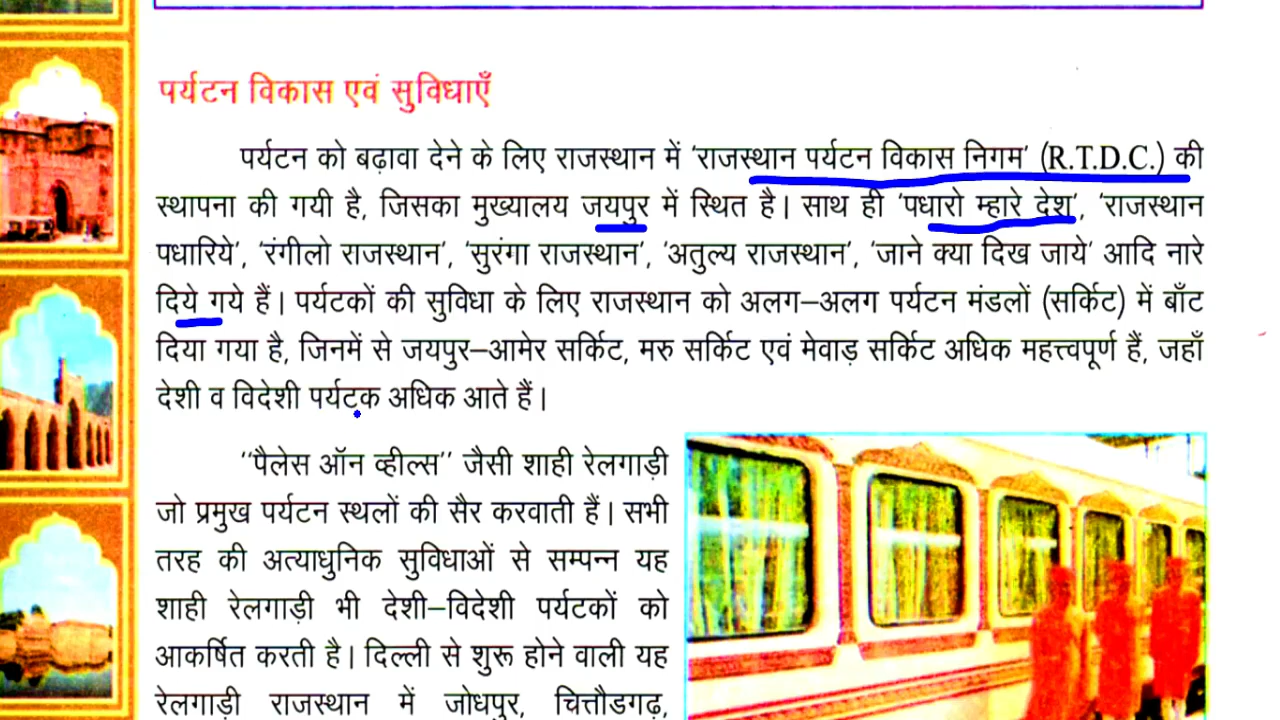 पर्यटन विकास एवं सुविधाएँ
पर्यटन को बढ़ावा देने के लिए राजस्थान में 'राजस्थान पर्यटन विकास निगम' (R.T.D.C.) की
स्थापना की गयी है, जिसका मुख्यालय जयपुर में स्थित है। साथ ही 'पधारो म्हारे देश', 'राजस्थान
पधारिये', 'रंगीलो राजस्थान', 'सुरंगा राजस्थान', 'अतुल्य राजस्थान', 'जाने क्या दिख जाये' आदि नारे
दिये गये हैं। पर्यटकों की सुविधा के लिए राजस्थान को अलग–अलग पर्यटन मंडलों (सर्किट) में बाँट
दिया गया है, जिनमें से जयपुर–आमेर सर्किट, मरु सर्किट एवं मेवाड़ सर्किट अधिक महत्त्वपूर्ण हैं, जहाँ
देशी व विदेशी पर्यटक अधिक आते हैं।
"पैलेस ऑन व्हील्स" जैसी शाही रेलगाड़ी
जो प्रमुख पर्यटन स्थलों की सैर करवाती हैं। सभी
तरह की अत्याधुनिक सुविधाओं से सम्पन्न यह
शाही रेलगाड़ी भी देशी–विदेशी पर्यटकों को
आकर्षित करती है। दिल्ली से शुरू होने वाली यह
रेलगाड़ी राजस्थान में जोधपुर, चित्तौडगढ़,